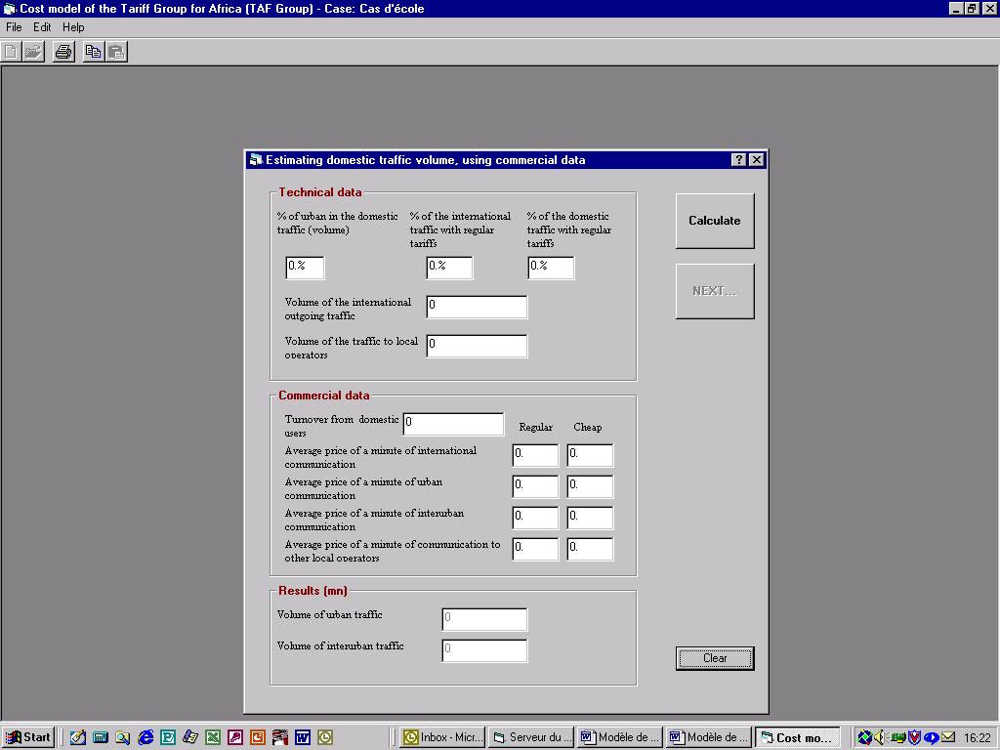 Cost model of the Tariff Group for Africa (TAF Group) - Case: Cas d'école
File Edit Help
Estimating domestic traffic volume, using commercial data
Technical data
% of urban in the domestic
traffic (volume)
% of the international
traffic with regular
tariffs
% of the domestic
traffic with regular
tariffs
0.% 0.% 0.%
Volume of the international
outgoing traffic
0
Volume of the traffic to local
operators
0
Calculate
NEXT...
Commercial data
Turnover from domestic
users
0
Regular Cheap
Average price of a minute of international
communication
0. 0.
Average price of a minute of urban
communication
0. 0.
Average price of a minute of interurban
communication
0. 0.
Average price of a minute of communication to
other local operators
0. 0.
Results (mn)
Volume of urban traffic 0
Volume of interurban traffic 0
Clear
Start Inbox - Micr... Serveur du ... Modèle de ... Modèle de ... Cost mo... 16:22